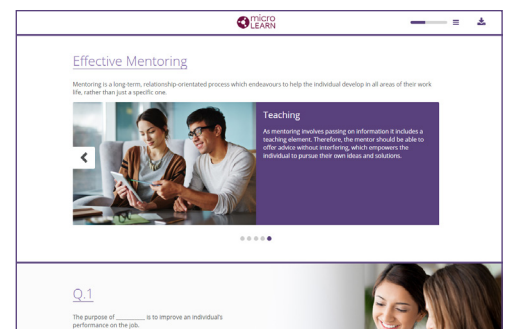 micro
LEARN
Effective Mentoring
Mentoring is a long-term, relationship-orientated process which endeavours to help the individual develop in all areas of their work
life, rather than just a specific one.
Teaching
As mentoring involves passing on information it includes a
teaching element. Therefore, the mentor should be able to
offer advice without interfering, which empowers the
individual to pursue their own ideas and solutions.
Q.1
The purpose of __________ is to improve an individual's
performance on the job.